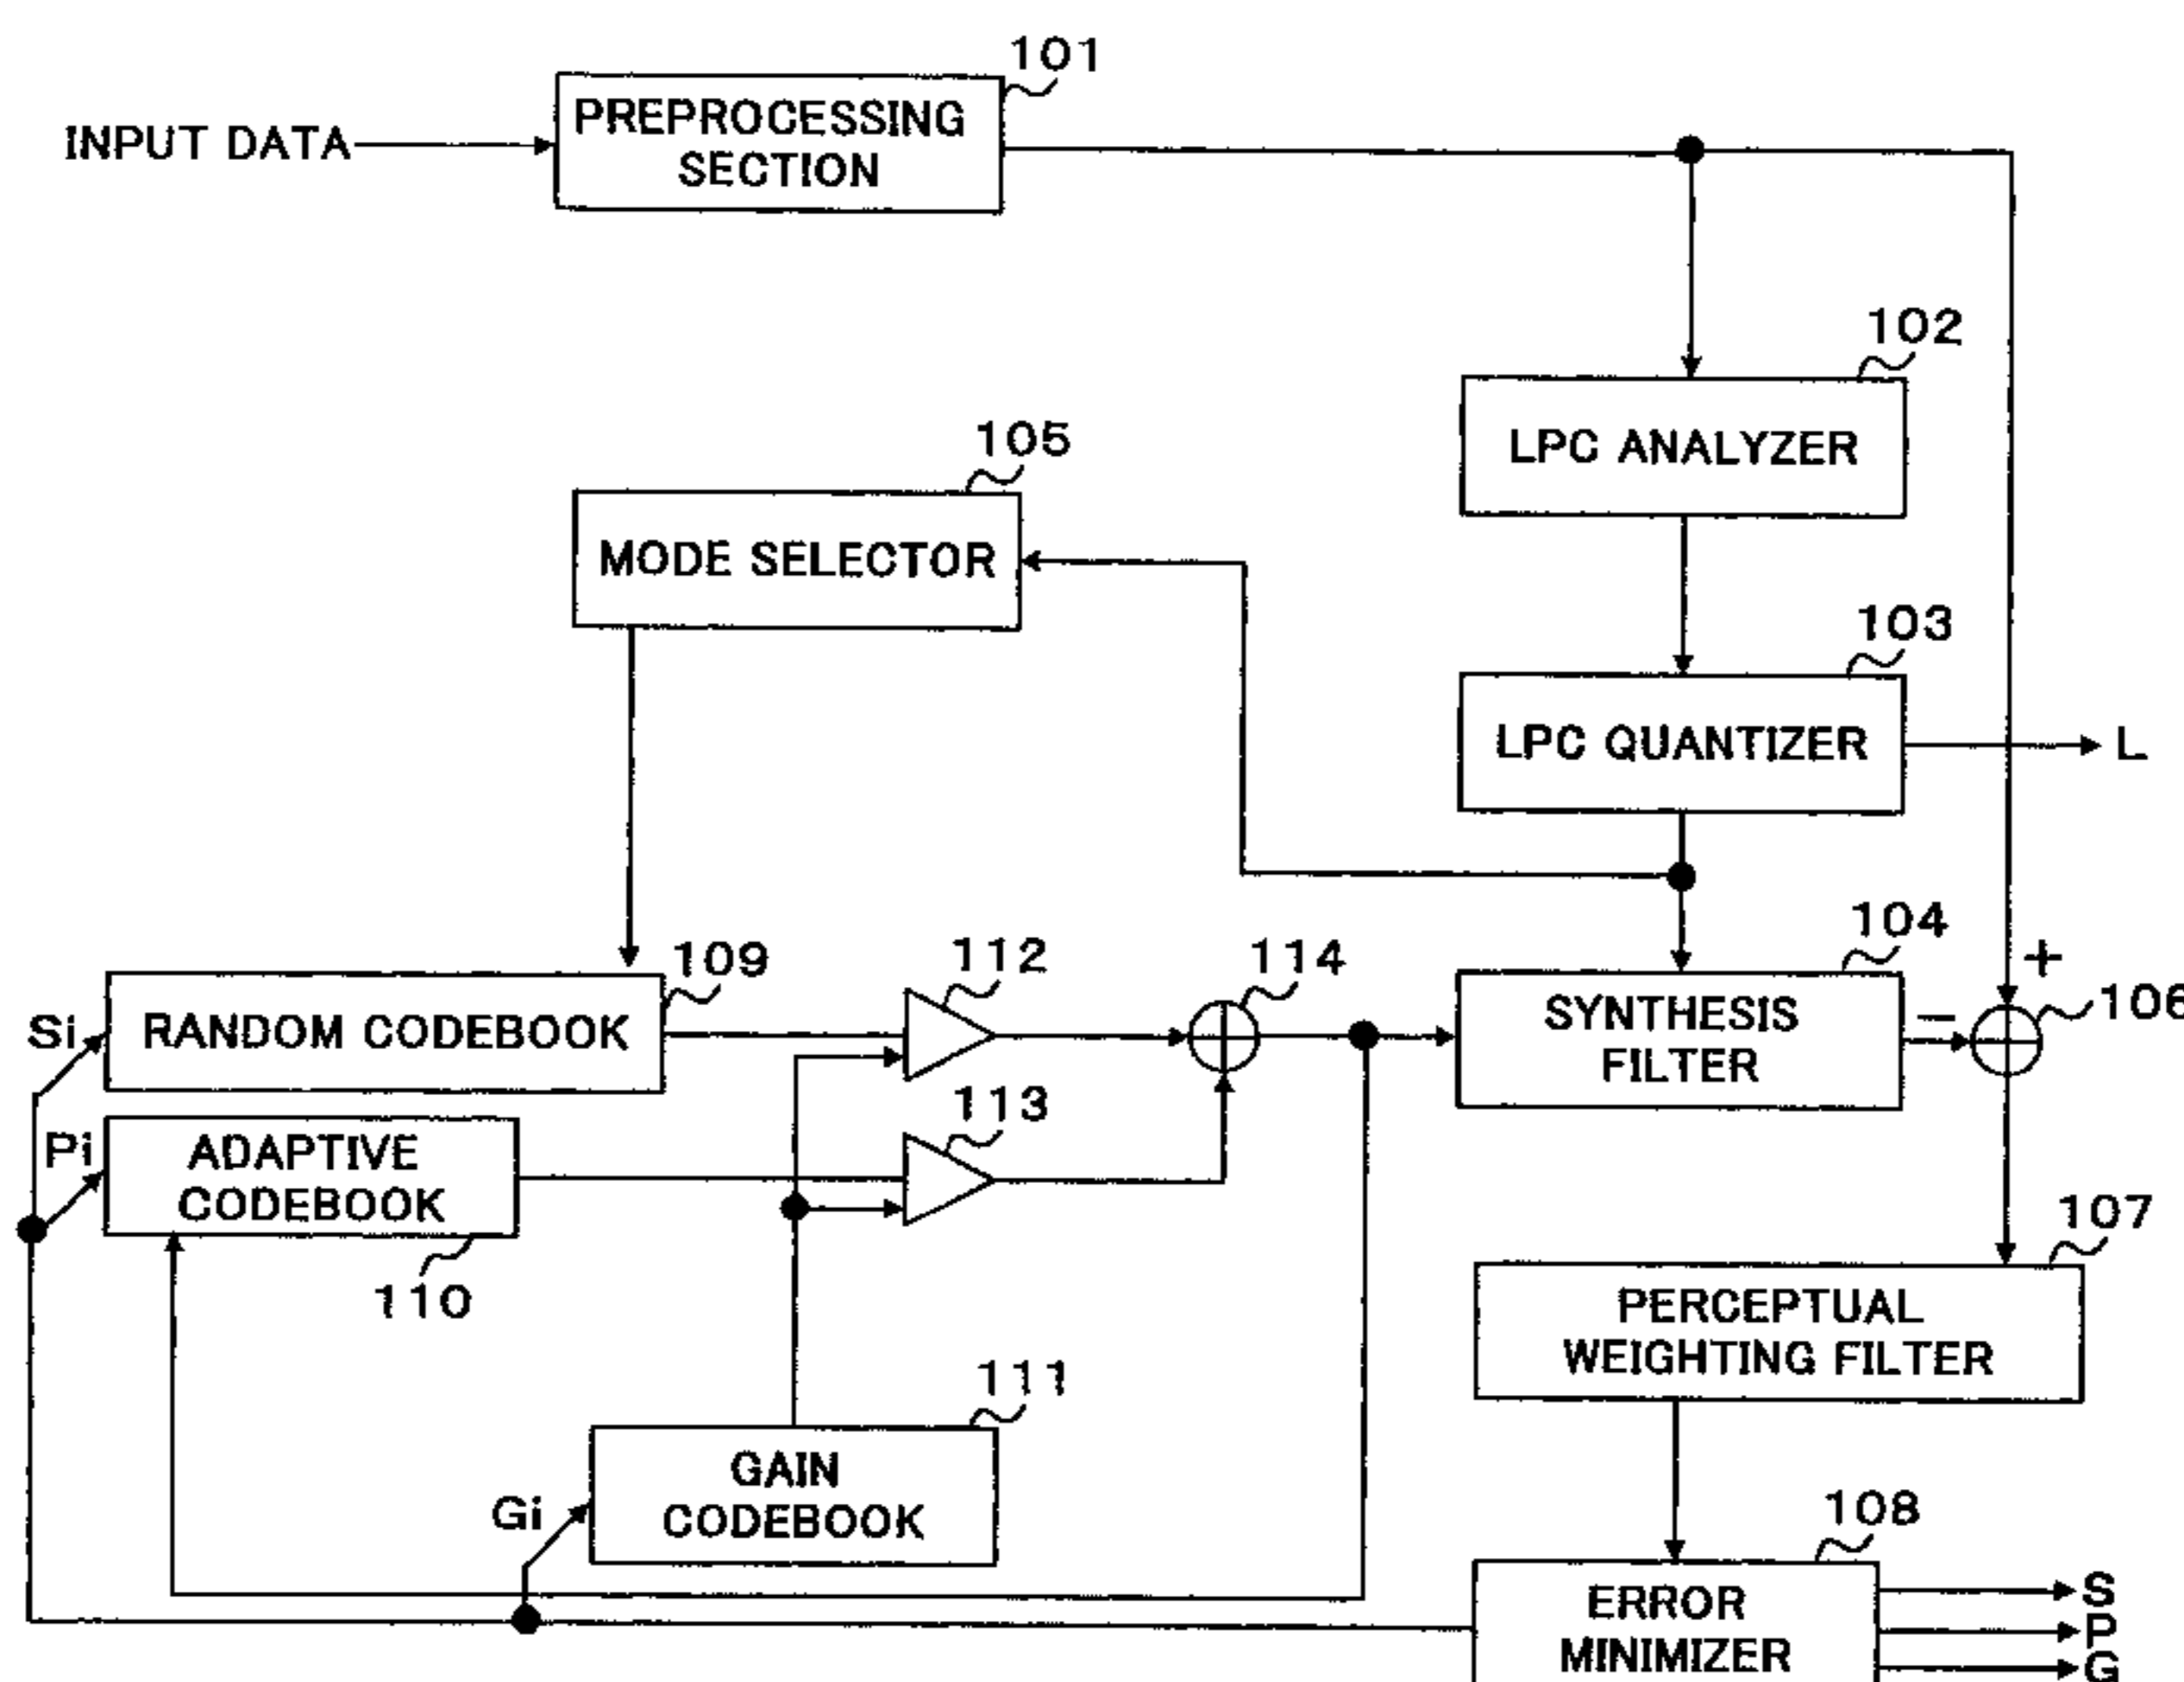 101
INPUT DATA
PREPROCESSING
SECTION
102
LPC ANALYZER
105
MODE SELECTOR
103
LPC QUANTIZER
L
109
112
114
104
+
Si
RANDOM CODEBOOK
SYNTHESIS
FILTER
−
106
113
Pi
ADAPTIVE
CODEBOOK
110
107
PERCEPTUAL
WEIGHTING FILTER
111
GAIN
CODEBOOK
Gi
108
ERROR
MINIMIZER
S
P
G